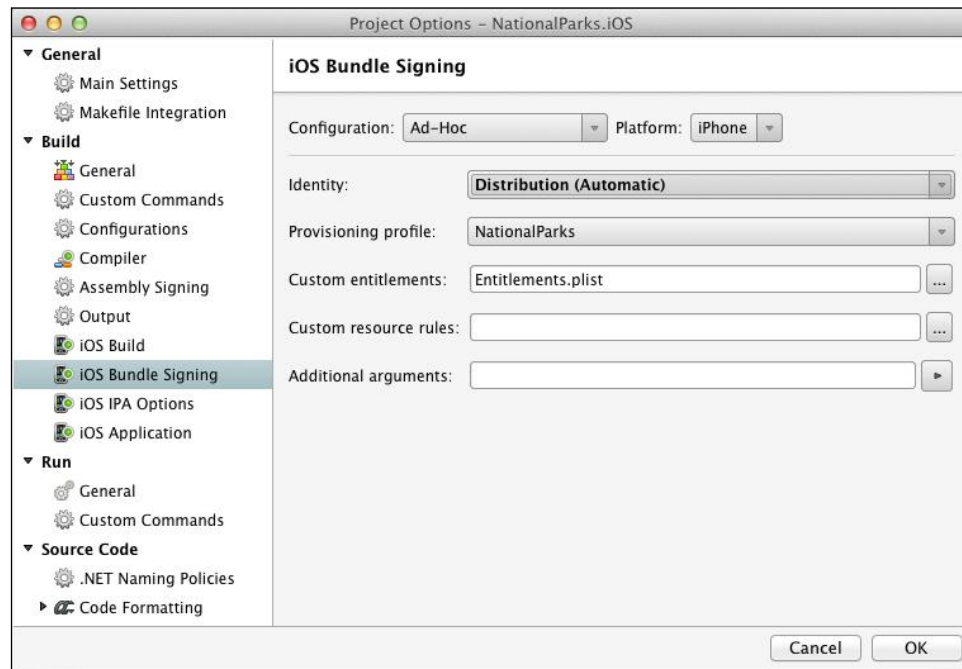 Project Options – NationalParks.iOS
General
Main Settings
Makefile Integration
Build
General
Custom Commands
Configurations
Compiler
Assembly Signing
Output
iOS Build
iOS Bundle Signing
iOS IPA Options
iOS Application
Run
General
Custom Commands
Source Code
.NET Naming Policies
Code Formatting
iOS Bundle Signing
Configuration: Ad-Hoc Platform: iPhone
Identity: Distribution (Automatic)
Provisioning profile: NationalParks
Custom entitlements: Entitlements.plist ...
Custom resource rules: ...
Additional arguments:
Cancel OK